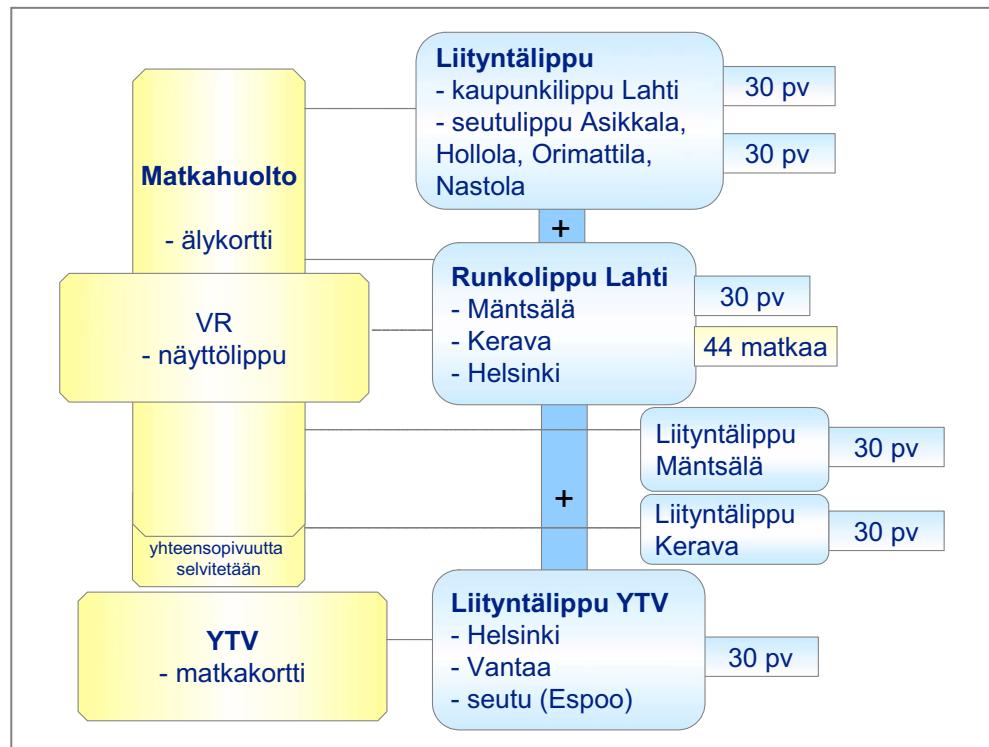 Liityntälippu
- kaupunkilippu Lahti
- seutulippu Asikkala,
Hollola, Orimattila,
Nastola
30 pv
30 pv
Matkahuolto
- älykortti
+
Runkolippu Lahti
- Mäntsälä
- Kerava
- Helsinki
30 pv
44 matkaa
VR
- näyttölippu
Liityntälippu
Mäntsälä
30 pv
+
Liityntälippu
Kerava
30 pv
yhteensopivuutta
selvitetään
YTV
- matkakortti
Liityntälippu YTV
- Helsinki
- Vantaa
- seutu (Espoo)
30 pv